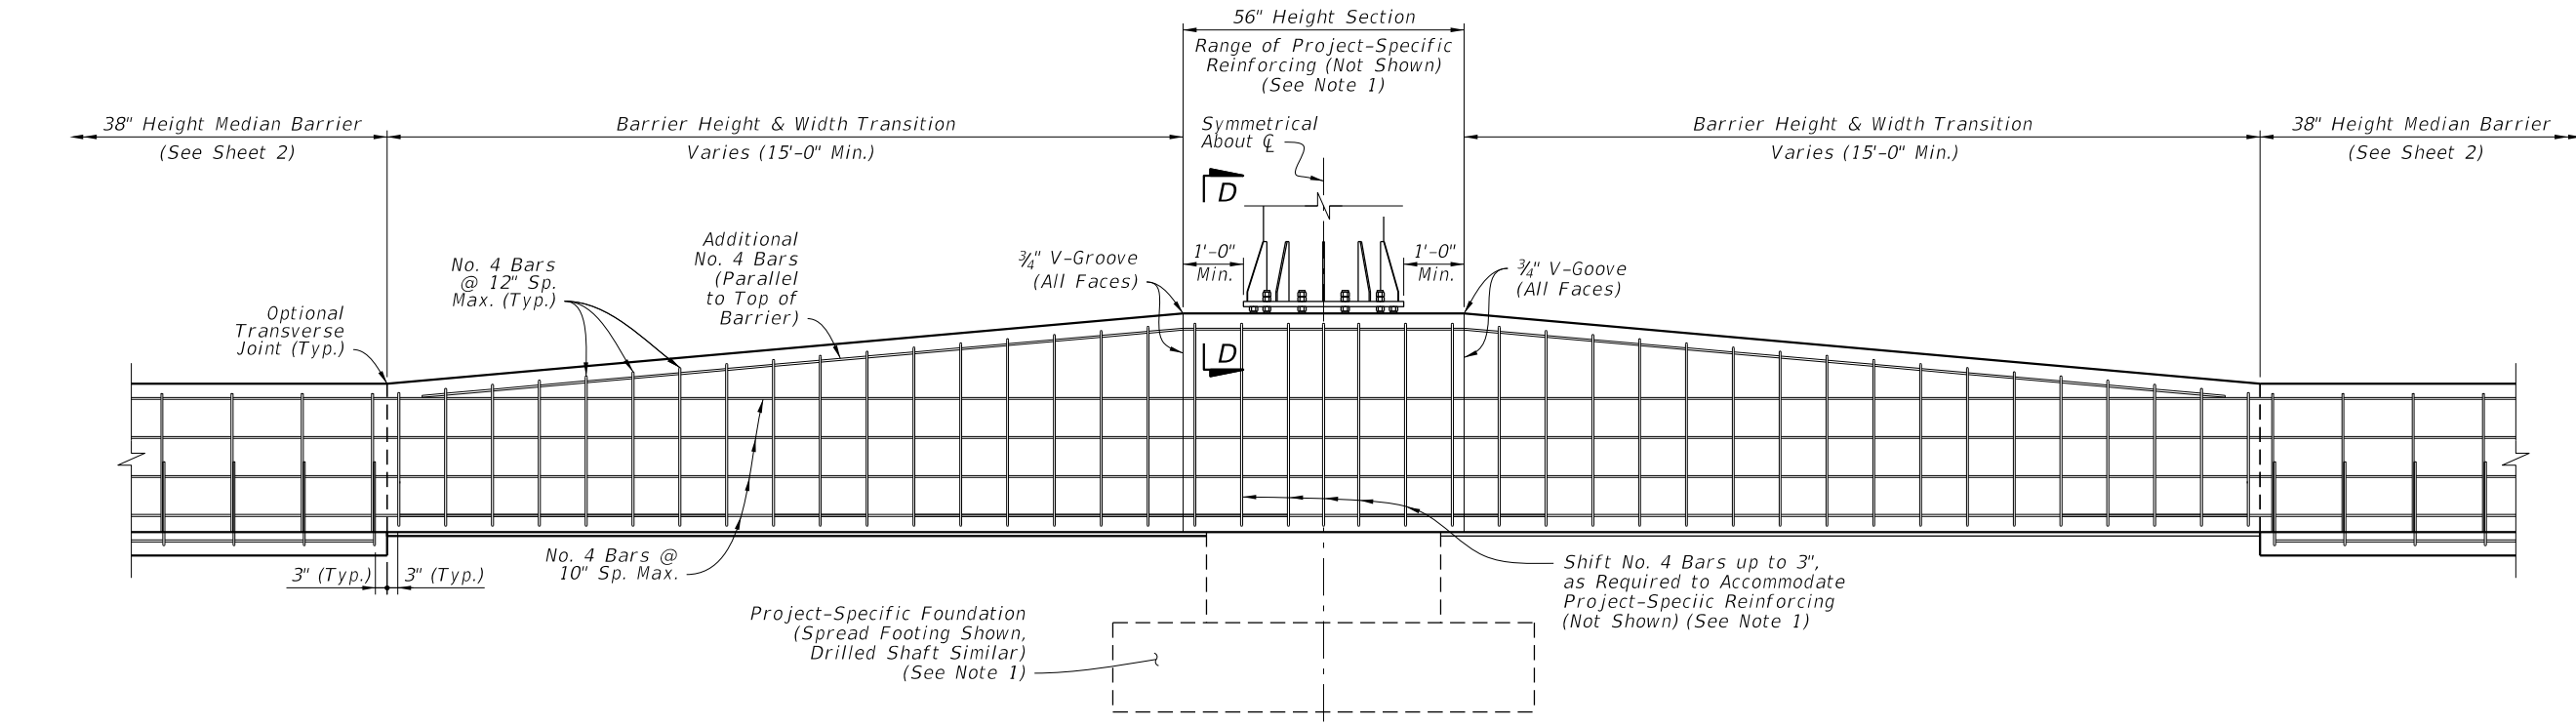 56" Height Section
Range of Project-Specific
Reinforcing (Not Shown)
(See Note 1)
38" Height Median Barrier
(See Sheet 2)
Barrier Height & Width Transition
Varies (15'-0" Min.)
Symmetrical
About ℄
Barrier Height & Width Transition
Varies (15'-0" Min.)
38" Height Median Barrier
(See Sheet 2)
D
Optional
Transverse
Joint (Typ.)
No. 4 Bars
@ 12" Sp.
Max. (Typ.)
Additional
No. 4 Bars
(Parallel
to Top of
Barrier)
¾" V-Groove
(All Faces)
1'-0"
Min.
1'-0"
Min.
¾" V-Goove
(All Faces)
D
3" (Typ.)
3" (Typ.)
No. 4 Bars @
10" Sp. Max.
Shift No. 4 Bars up to 3",
as Required to Accommodate
Project-Speciic Reinforcing
(Not Shown) (See Note 1)
Project-Specific Foundation
(Spread Footing Shown,
Drilled Shaft Similar)
(See Note 1)